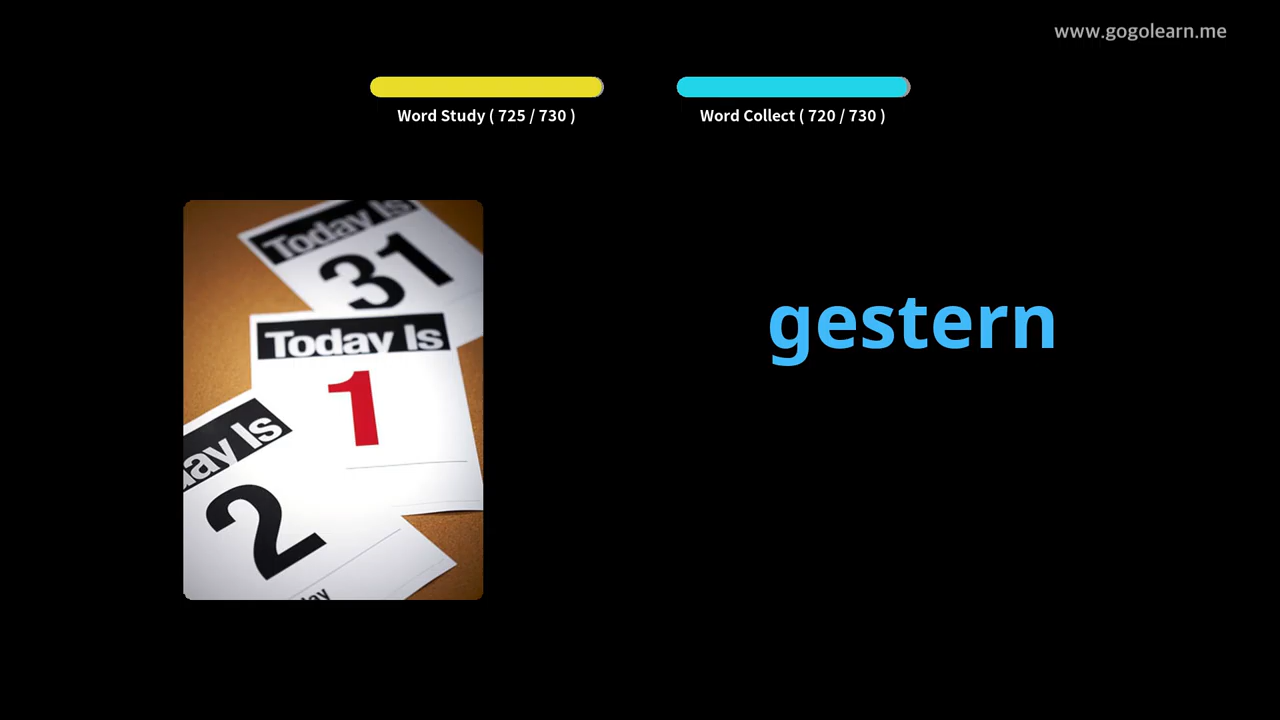 www.gogolearn.me
Word Study ( 725 / 730 )
Word Collect ( 720 / 730 )
Today Is
31
Today Is
1
gestern
ay Is
2